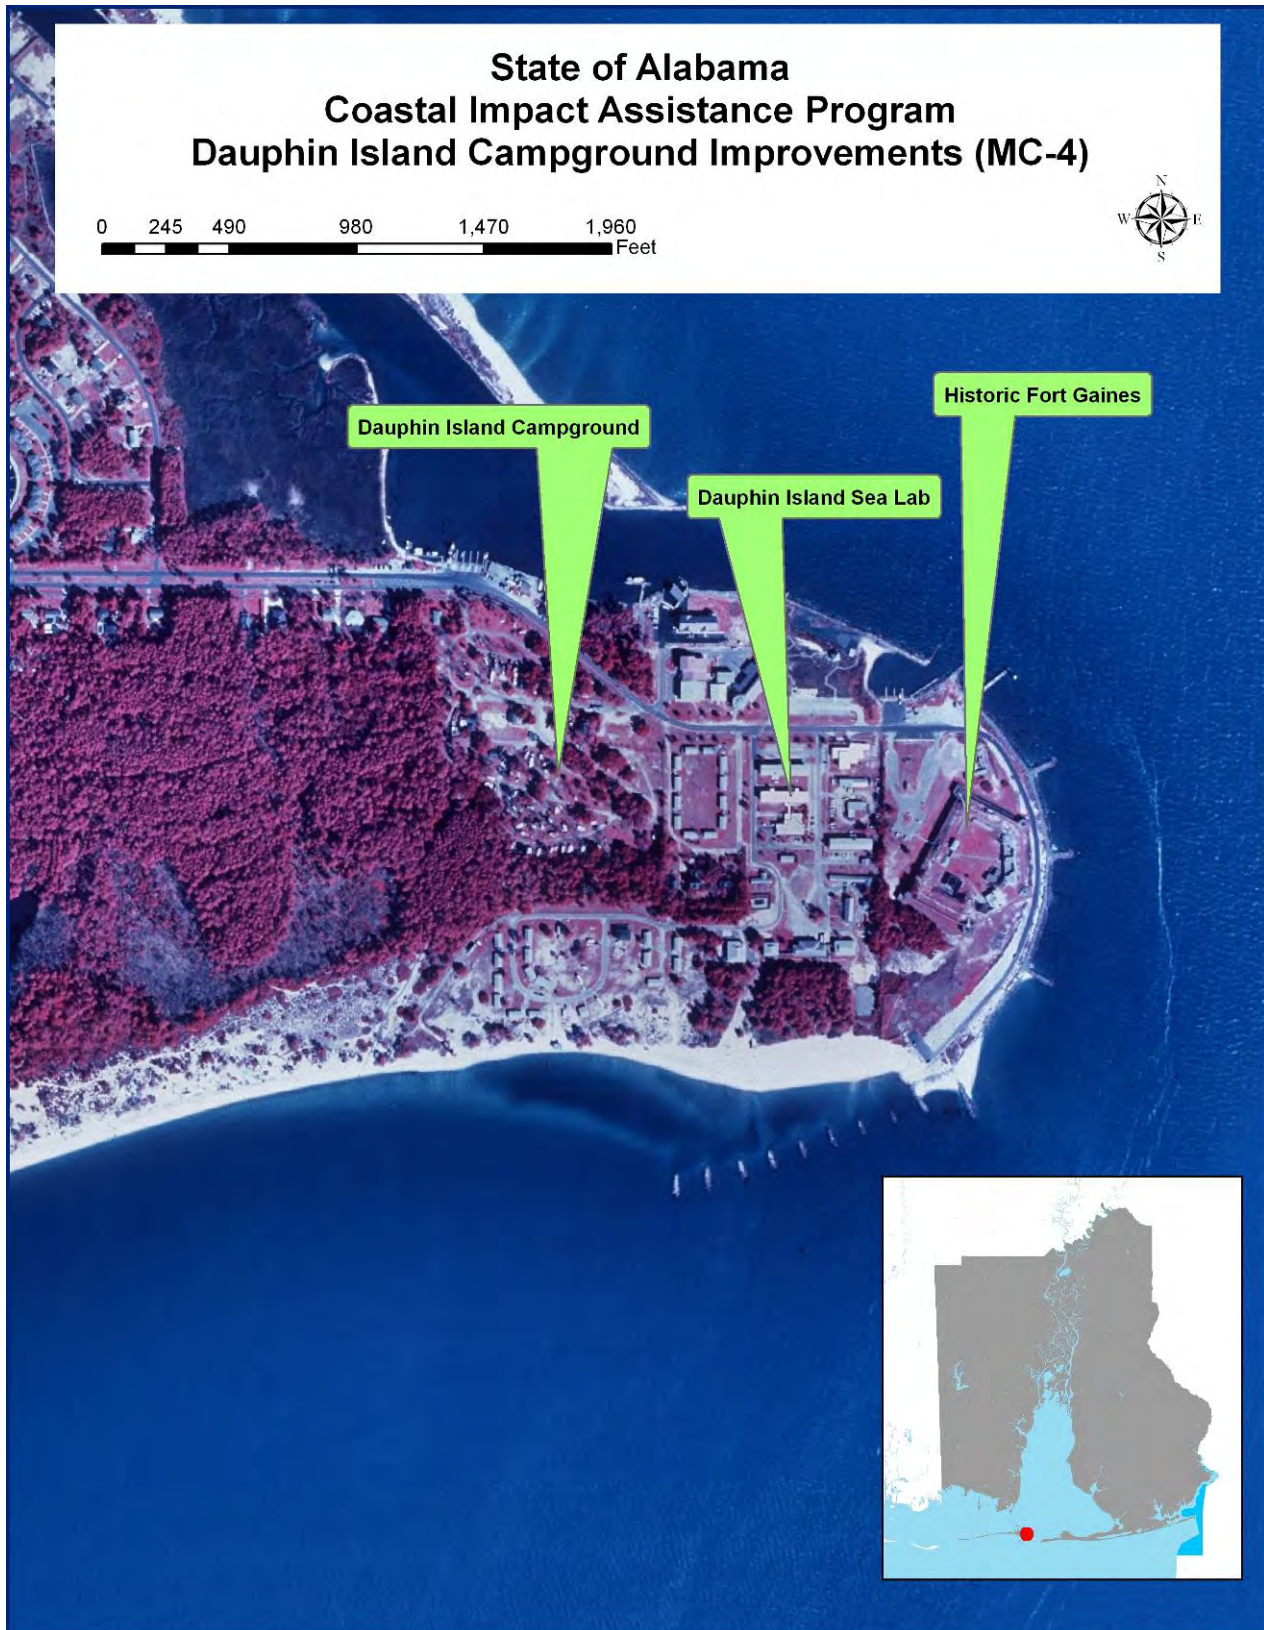 State of Alabama
Coastal Impact Assistance Program
Dauphin Island Campground Improvements (MC-4)
0 245 490 980 1,470 1,960
Feet
N
W E
S
Historic Fort Gaines
Dauphin Island Campground
Dauphin Island Sea Lab